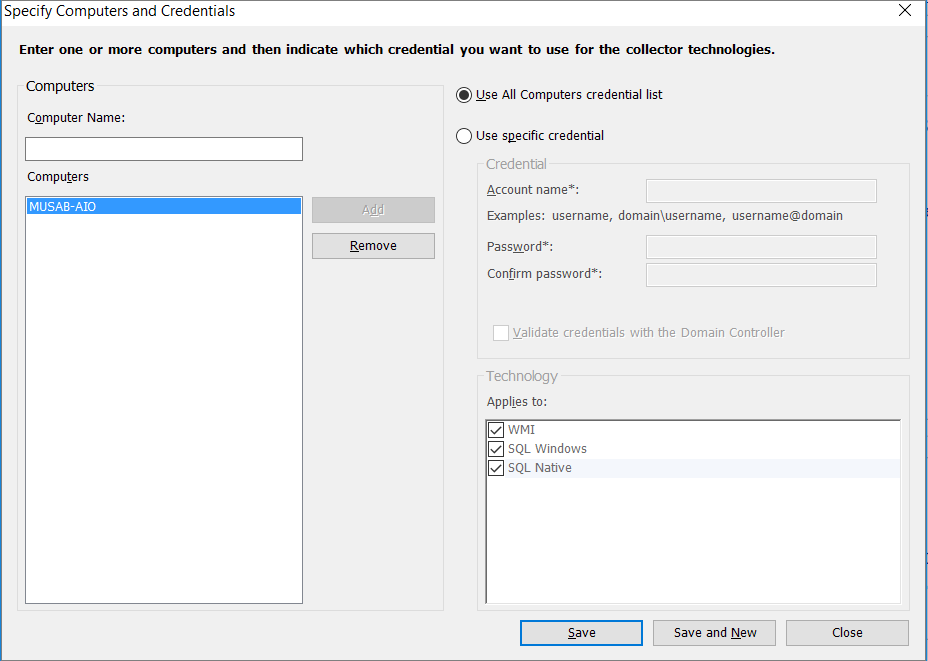 Specify Computers and Credentials
Enter one or more computers and then indicate which credential you want to use for the collector technologies.
Computers
Computer Name:
Computers
MUSAB-AIO
Add
Remove
Use All Computers credential list
Use specific credential
Credential
Account name*:
Examples: username, domain\username, username@domain
Password*:
Confirm password*:
Validate credentials with the Domain Controller
Technology
Applies to:
WMI
SQL Windows
SQL Native
Save
Save and New
Close